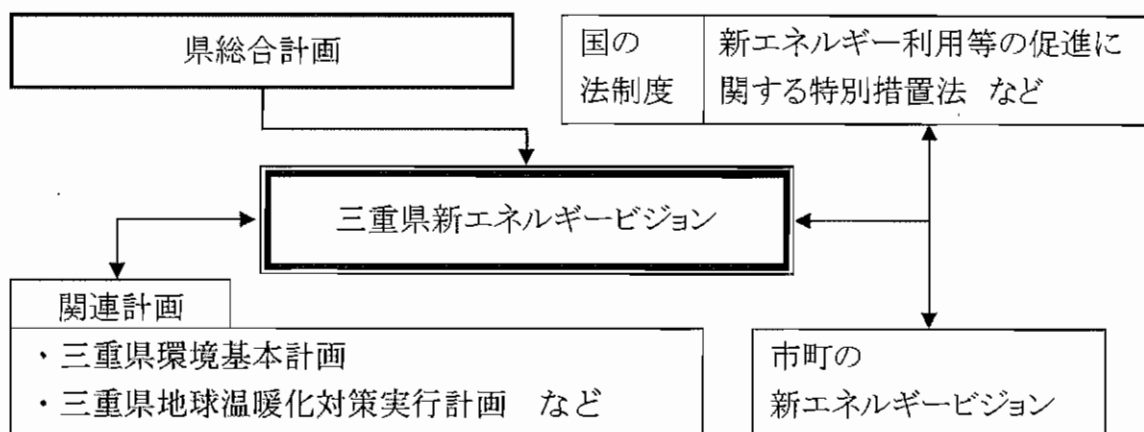 県総合計画
国の
法制度
新エネルギー利用等の促進に
関する特別措置法 など
三重県新エネルギービジョン
関連計画
・三重県環境基本計画
・三重県地球温暖化対策実行計画 など
市町の
新エネルギービジョン